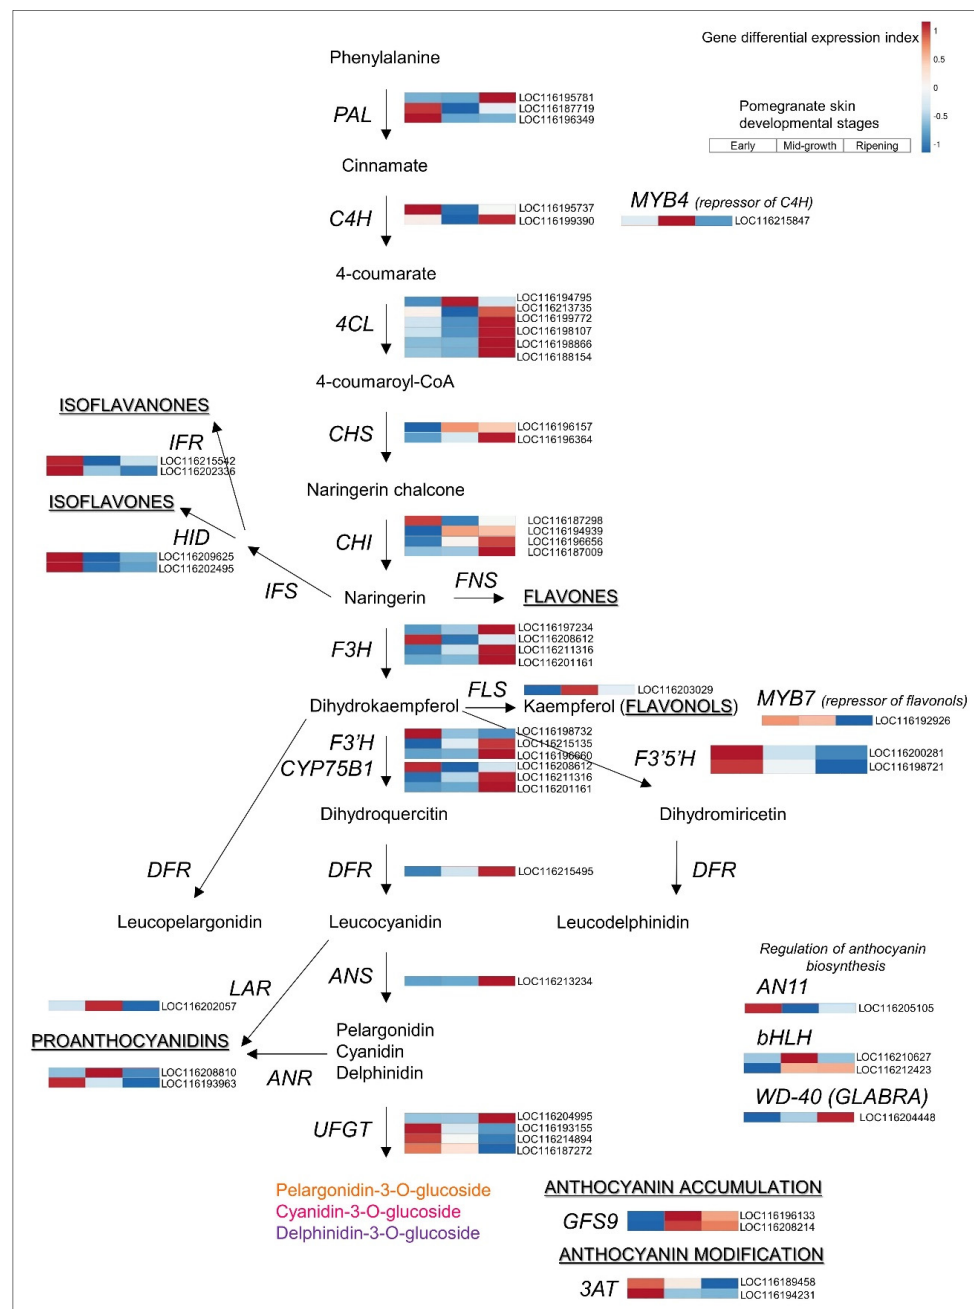 Gene differential expression index
1
0.5
0
-0.5
-1
Pomegranate skin
developmental stages
Early Mid-growth Ripening
Phenylalanine
PAL
LOC116195781
LOC116187719
LOC116196349
Cinnamate
C4H
LOC116195737
LOC116199390
MYB4 (repressor of C4H)
LOC116215847
4-coumarate
4CL
LOC116194795
LOC116213735
LOC116199772
LOC116198107
LOC116198866
LOC116188154
4-coumaroyl-CoA
ISOFLAVANONES
CHS
LOC116196157
LOC116196364
IFR
LOC116215542
LOC116202336
Naringerin chalcone
ISOFLAVONES
HID
LOC116209625
LOC116202495
CHI
LOC116187298
LOC116194939
LOC116196656
LOC116187009
IFS
Naringerin
FNS
FLAVONES
F3H
LOC116197234
LOC116208612
LOC116211316
LOC116201161
Dihydrokaempferol
FLS
LOC116203029
Kaempferol (FLAVONOLS)
MYB7 (repressor of flavonols)
LOC116192926
F3'H
CYP75B1
LOC116198732
LOC116215135
LOC116196660
LOC116208612
LOC116211316
LOC116201161
F3'5'H
LOC116200281
LOC116198721
Dihydroquercitin
Dihydromiricetin
DFR
DFR
LOC116215495
DFR
Leucopelargonidin
Leucocyanidin
Leucodelphinidin
Regulation of anthocyanin
biosynthesis
LAR
LOC116202057
ANS
LOC116213234
AN11
LOC116205105
PROANTHOCYANIDINS
LOC116208810
LOC116193963
ANR
Pelargonidin
Cyanidin
Delphinidin
bHLH
LOC116210627
LOC116212423
WD-40 (GLABRA)
LOC116204448
UFGT
LOC116204995
LOC116193155
LOC116214894
LOC116187272
Pelargonidin-3-O-glucoside
Cyanidin-3-O-glucoside
Delphinidin-3-O-glucoside
ANTHOCYANIN ACCUMULATION
GFS9
LOC116196133
LOC116208214
ANTHOCYANIN MODIFICATION
3AT
LOC116189458
LOC116194231